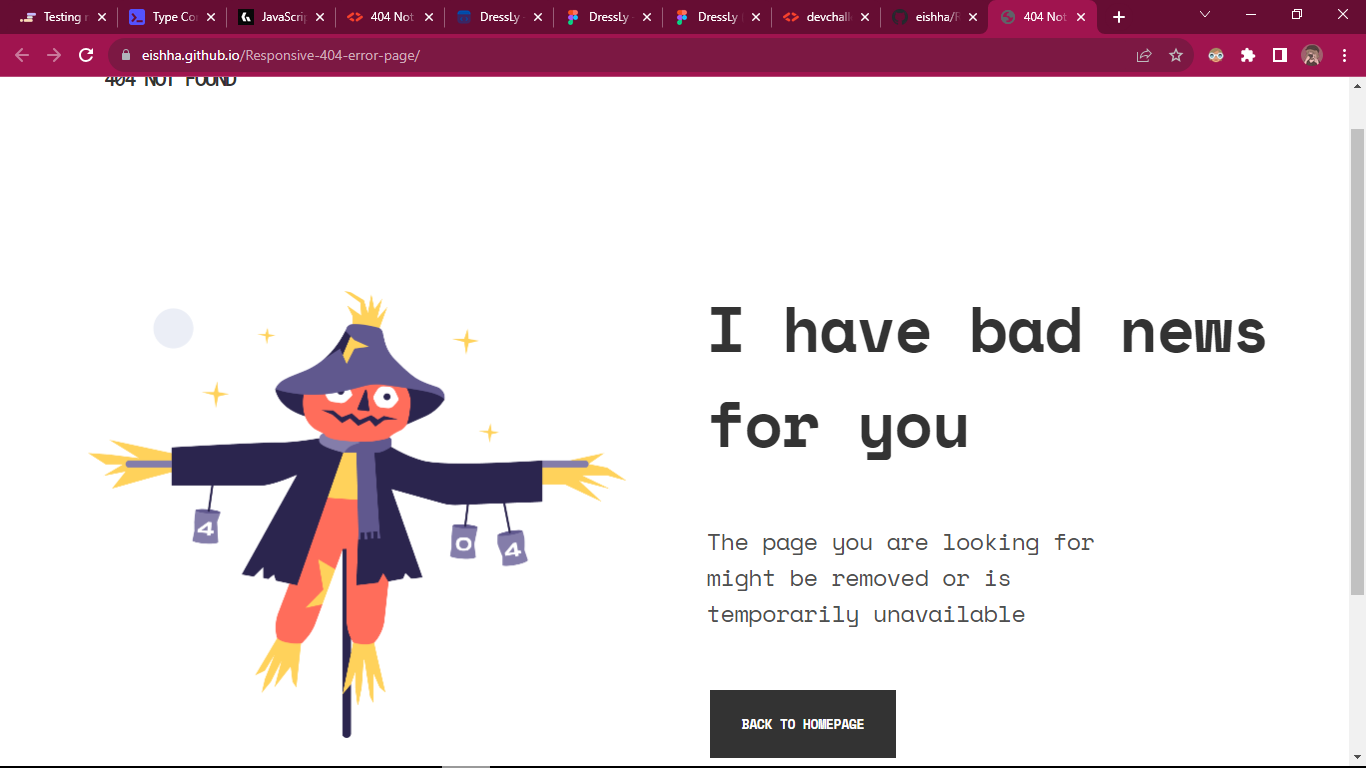 Testing r
Type Cor
JavaScrip
404 Not
DressLy
DressLy -
DressLy
devchall
eishha/R
404 Not
eishha.github.io/Responsive-404-error-page/
404 NOT FOUND
I have bad news
for you
4
0
4
The page you are looking for
might be removed or is
temporarily unavailable
BACK TO HOMEPAGE